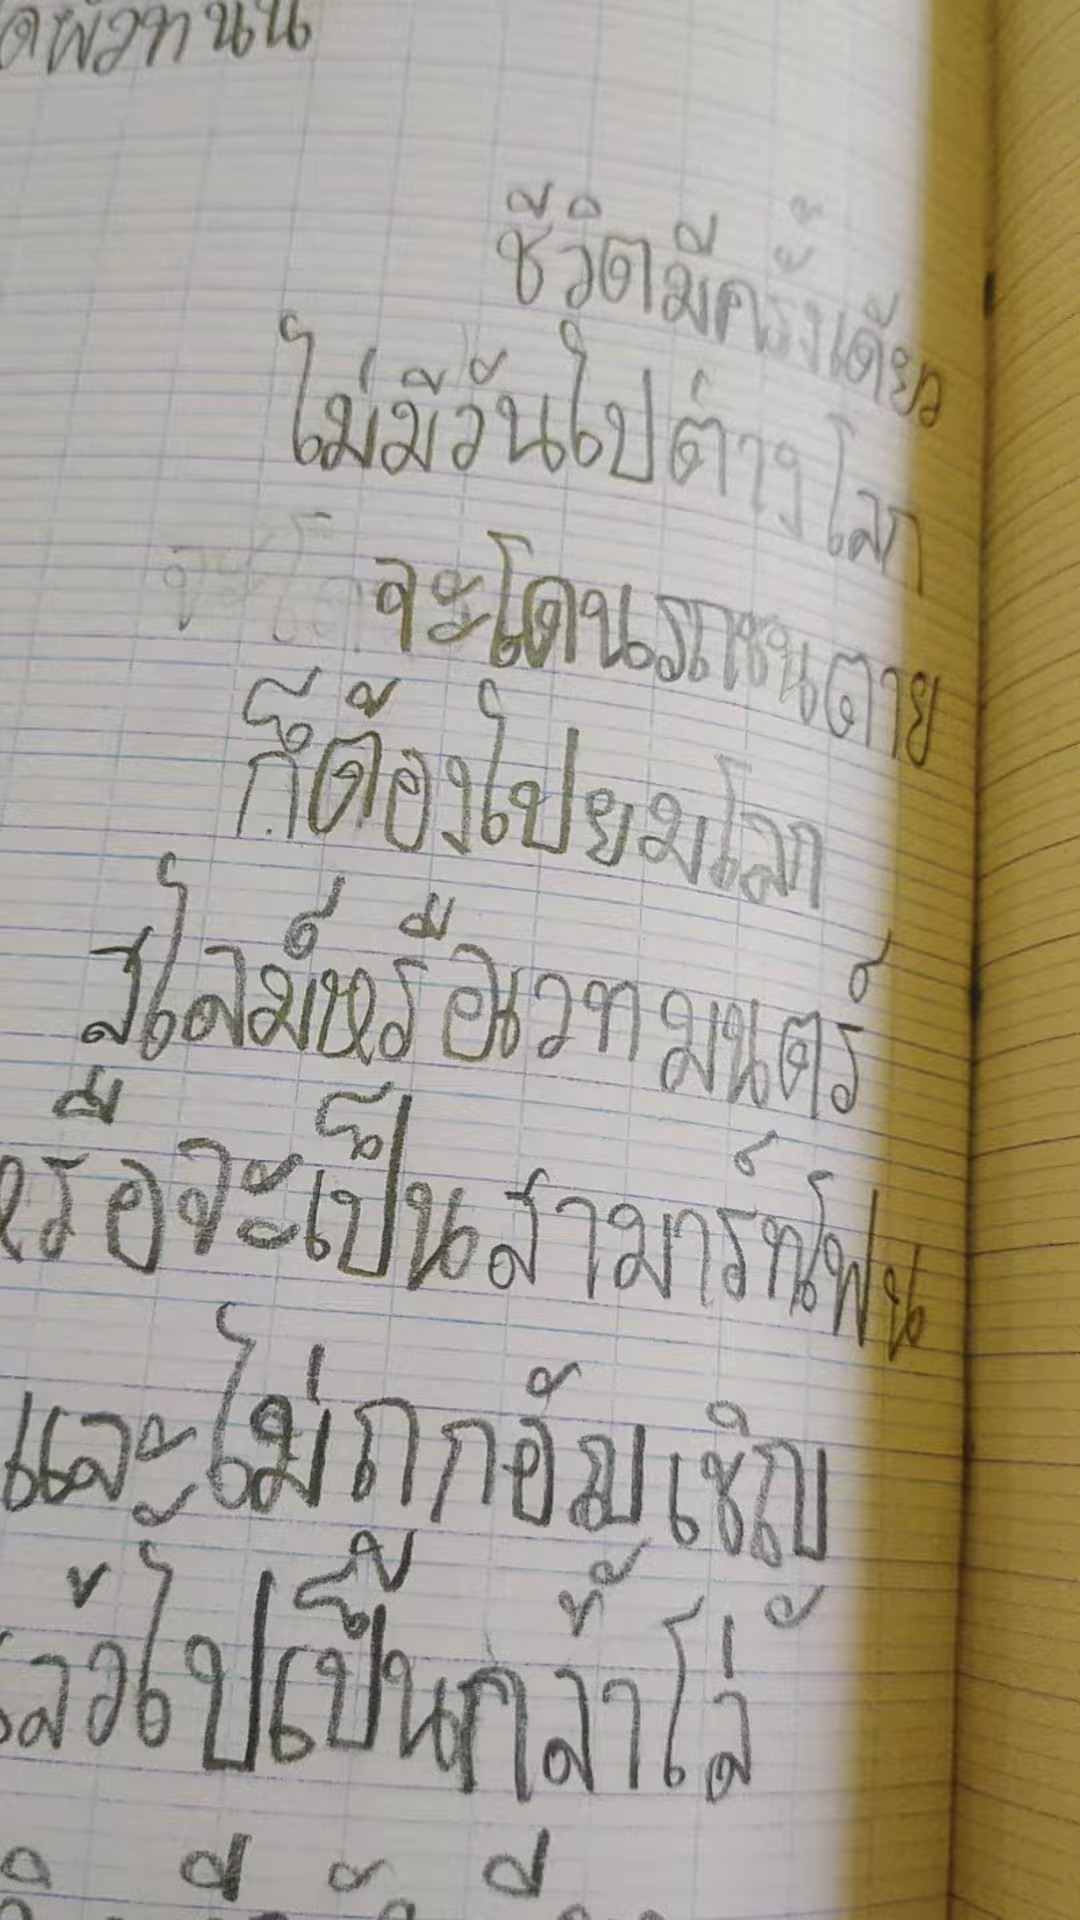 ชีวิตมีครั้งเดียว
ไม่มีวันไปต่างโลก
จะโดนรถชนตาย
ก็ต้องไปยมโลก
สไลม์หรือเวทมนตร์
หรือจะเป็นสามาร์ทโฟน
และไม่ถูกอัญเชิญ
แล้วไปเป็นกล้าโล่